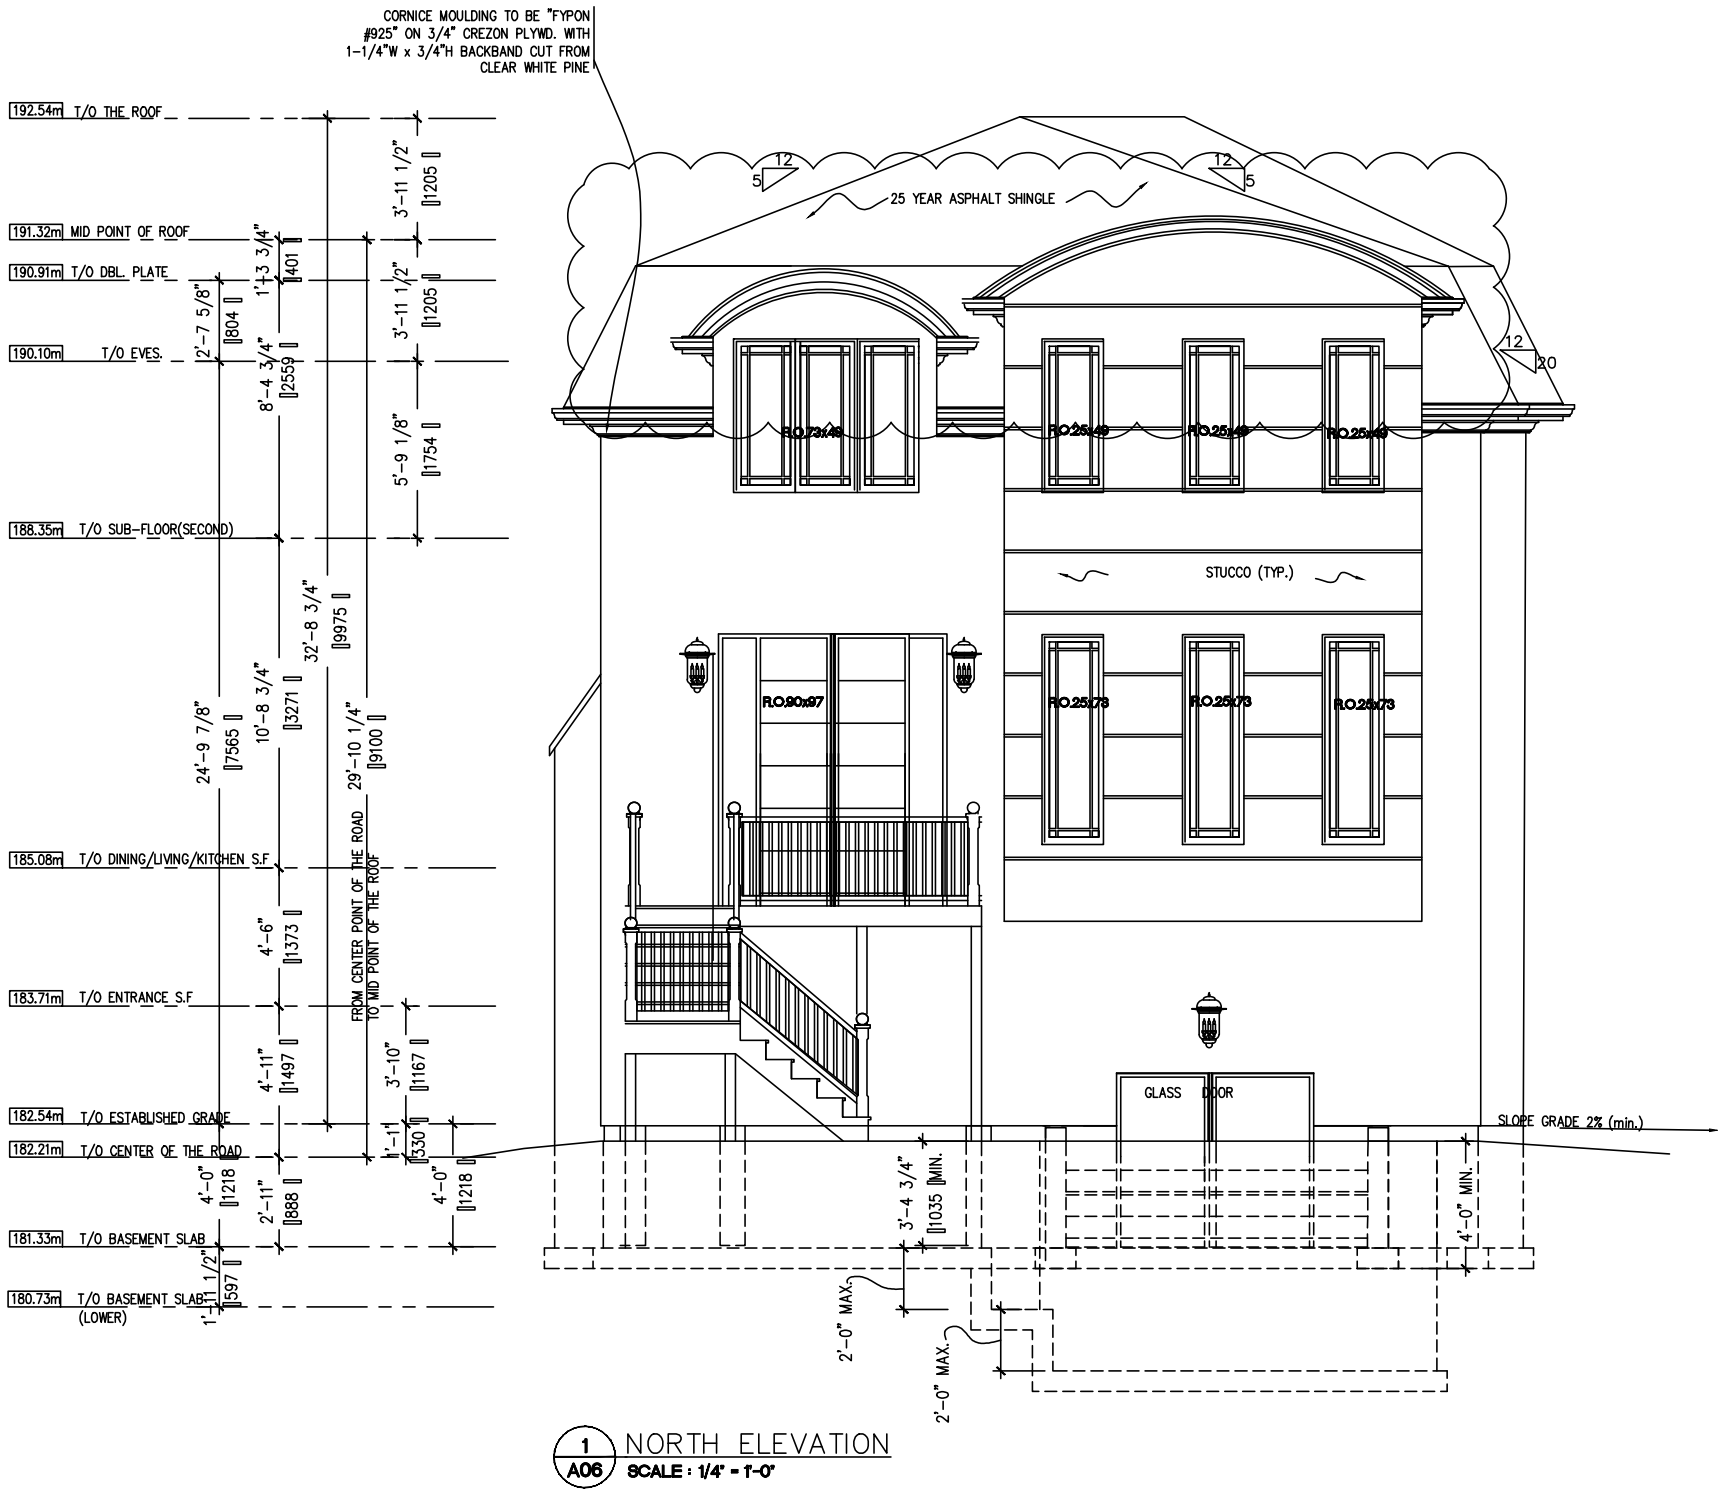 CORNICE MOULDING TO BE "FYPON
#925" ON 3/4" CREZON PLYWD. WITH
1-1/4"W x 3/4"H BACKBAND CUT FROM
CLEAR WHITE PINE
192.54m T/O THE ROOF
191.32m MID POINT OF ROOF
190.91m T/O DBL. PLATE
190.10m T/O EVES.
188.35m T/O SUB-FLOOR(SECOND)
185.08m T/O DINING/LIVING/KITCHEN S.F
183.71m T/O ENTRANCE S.F
182.54m T/O ESTABLISHED GRADE
182.21m T/O CENTER OF THE ROAD
181.33m T/O BASEMENT SLAB
180.73m T/O BASEMENT SLAB
(LOWER)
2'-7 5/8"
[804]
24'-9 7/8"
[7565]
4'-0"
[1218]
1'-11 1/2"
[597]
1'-3 3/4"
[401]
8'-4 3/4"
[2559]
10'-8 3/4"
[3271]
4'-6"
[1373]
4'-11"
[1497]
2'-11"
[888]
32'-8 3/4"
[9975]
29'-10 1/4"
[9100]
FROM CENTER POINT OF THE ROAD
TO MID POINT OF THE ROOF
3'-11 1/2"
[1205]
3'-11 1/2"
[1205]
5'-9 1/8"
[1754]
3'-10"
[1167]
1'-1"
[330]
4'-0"
[1218]
12
5
12
5
25 YEAR ASPHALT SHINGLE
12
20
R.O.73x49
R.O.25x49
R.O.25x49
R.O.25x49
STUCCO (TYP.)
R.O.90x97
R.O.25x73
R.O.25x73
R.O.25x73
GLASS DOOR
SLOPE GRADE 2% (min.)
3'-4 3/4"
[1035] MIN.
4'-0" MIN.
2'-0" MAX.
2'-0" MAX.
1
A06
NORTH ELEVATION
SCALE : 1/4" = 1'-0"